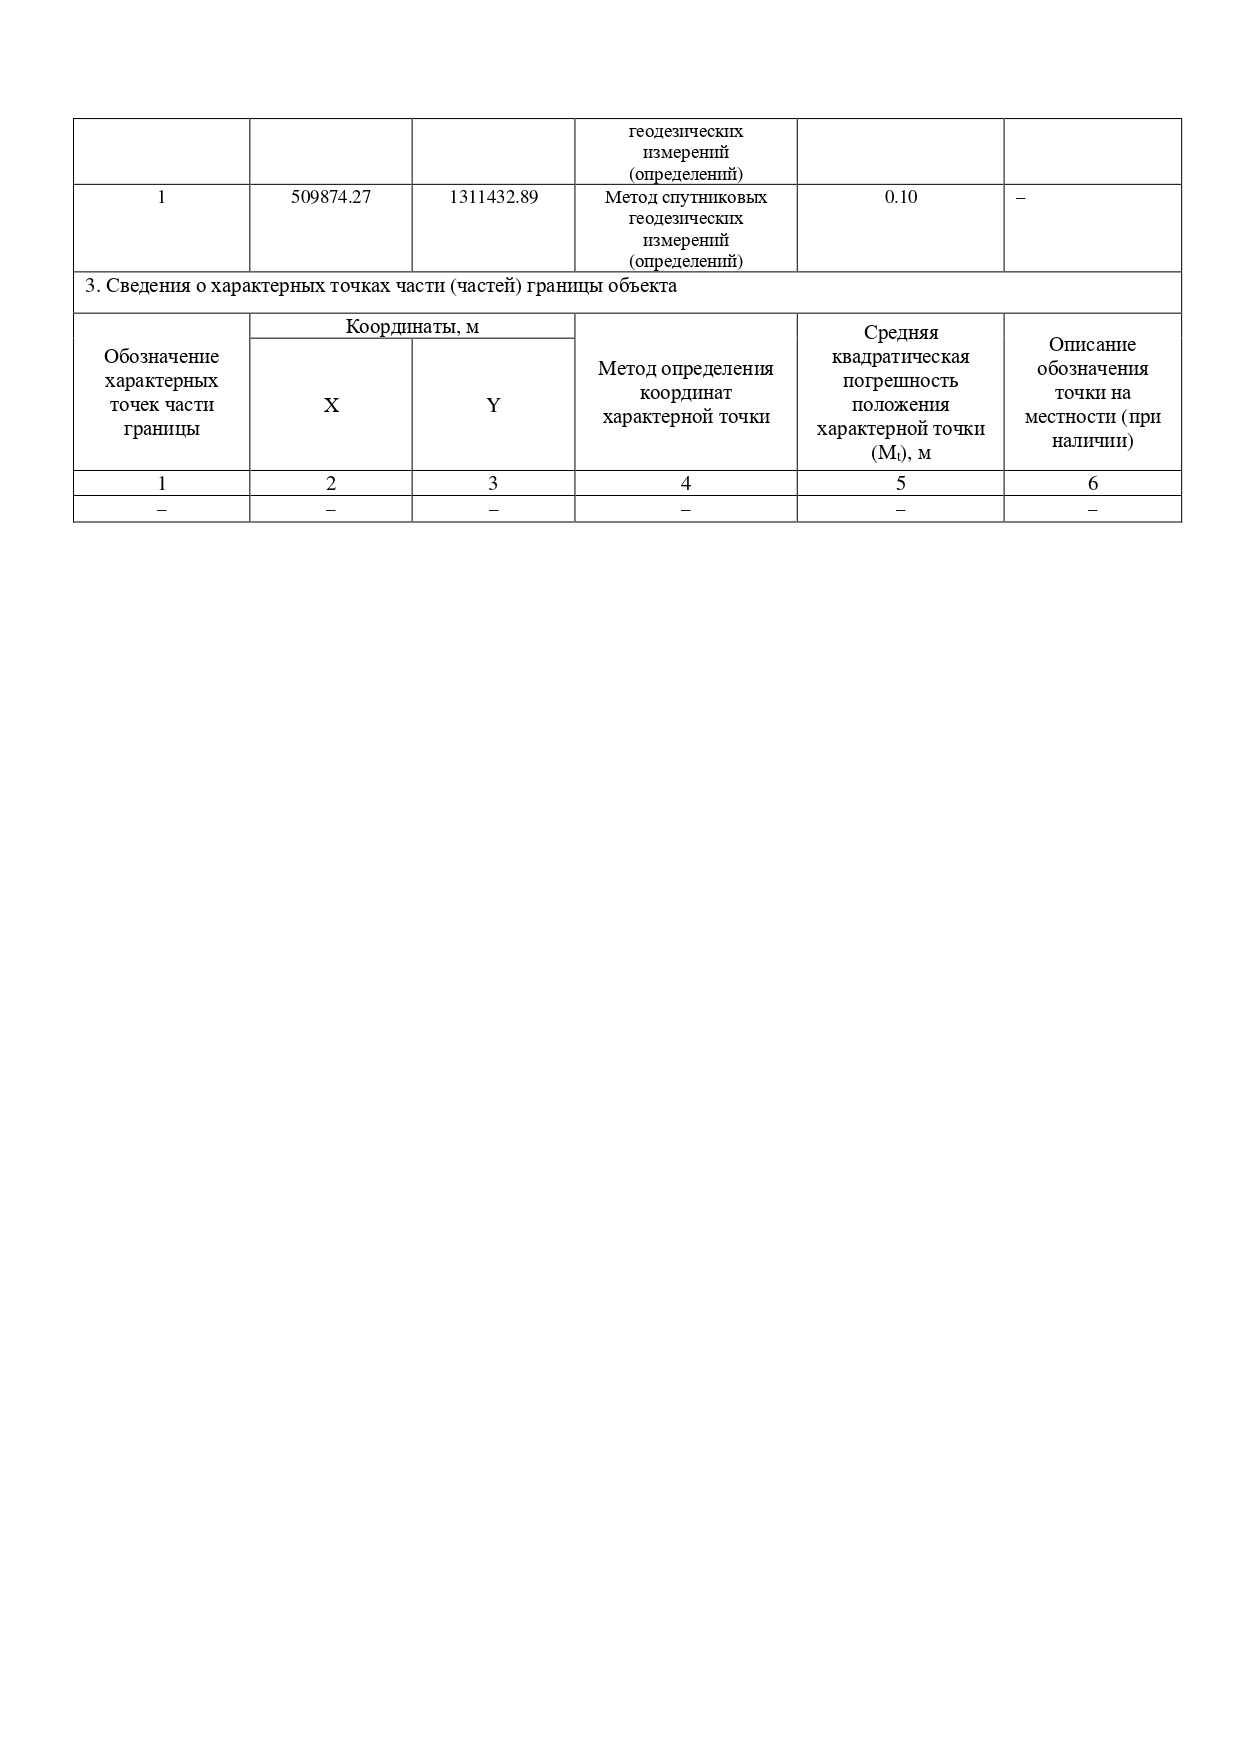 геодезических
измерений
(определений)
1 509874.27 1311432.89 Метод спутниковых 0.10 –
геодезических
измерений
(определений)
3. Сведения о характерных точках части (частей) границы объекта
Обозначение
характерных
точек части
границы
Координаты, м
X Y
Метод определения
координат
характерной точки
Средняя
квадратическая
погрешность
положения
характерной точки
(Mt), м
Описание
обозначения
точки на
местности (при
наличии)
1 2 3 4 5 6
– – – – – –